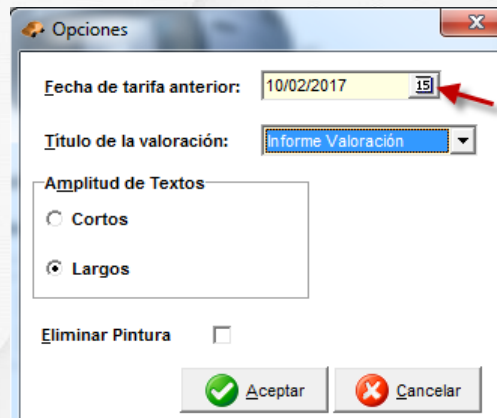 Opciones
Fecha de tarifa anterior: 10/02/2017 15
Título de la valoración: Informe Valoración
Amplitud de Textos
Cortos
Largos
Eliminar Pintura
Aceptar Cancelar